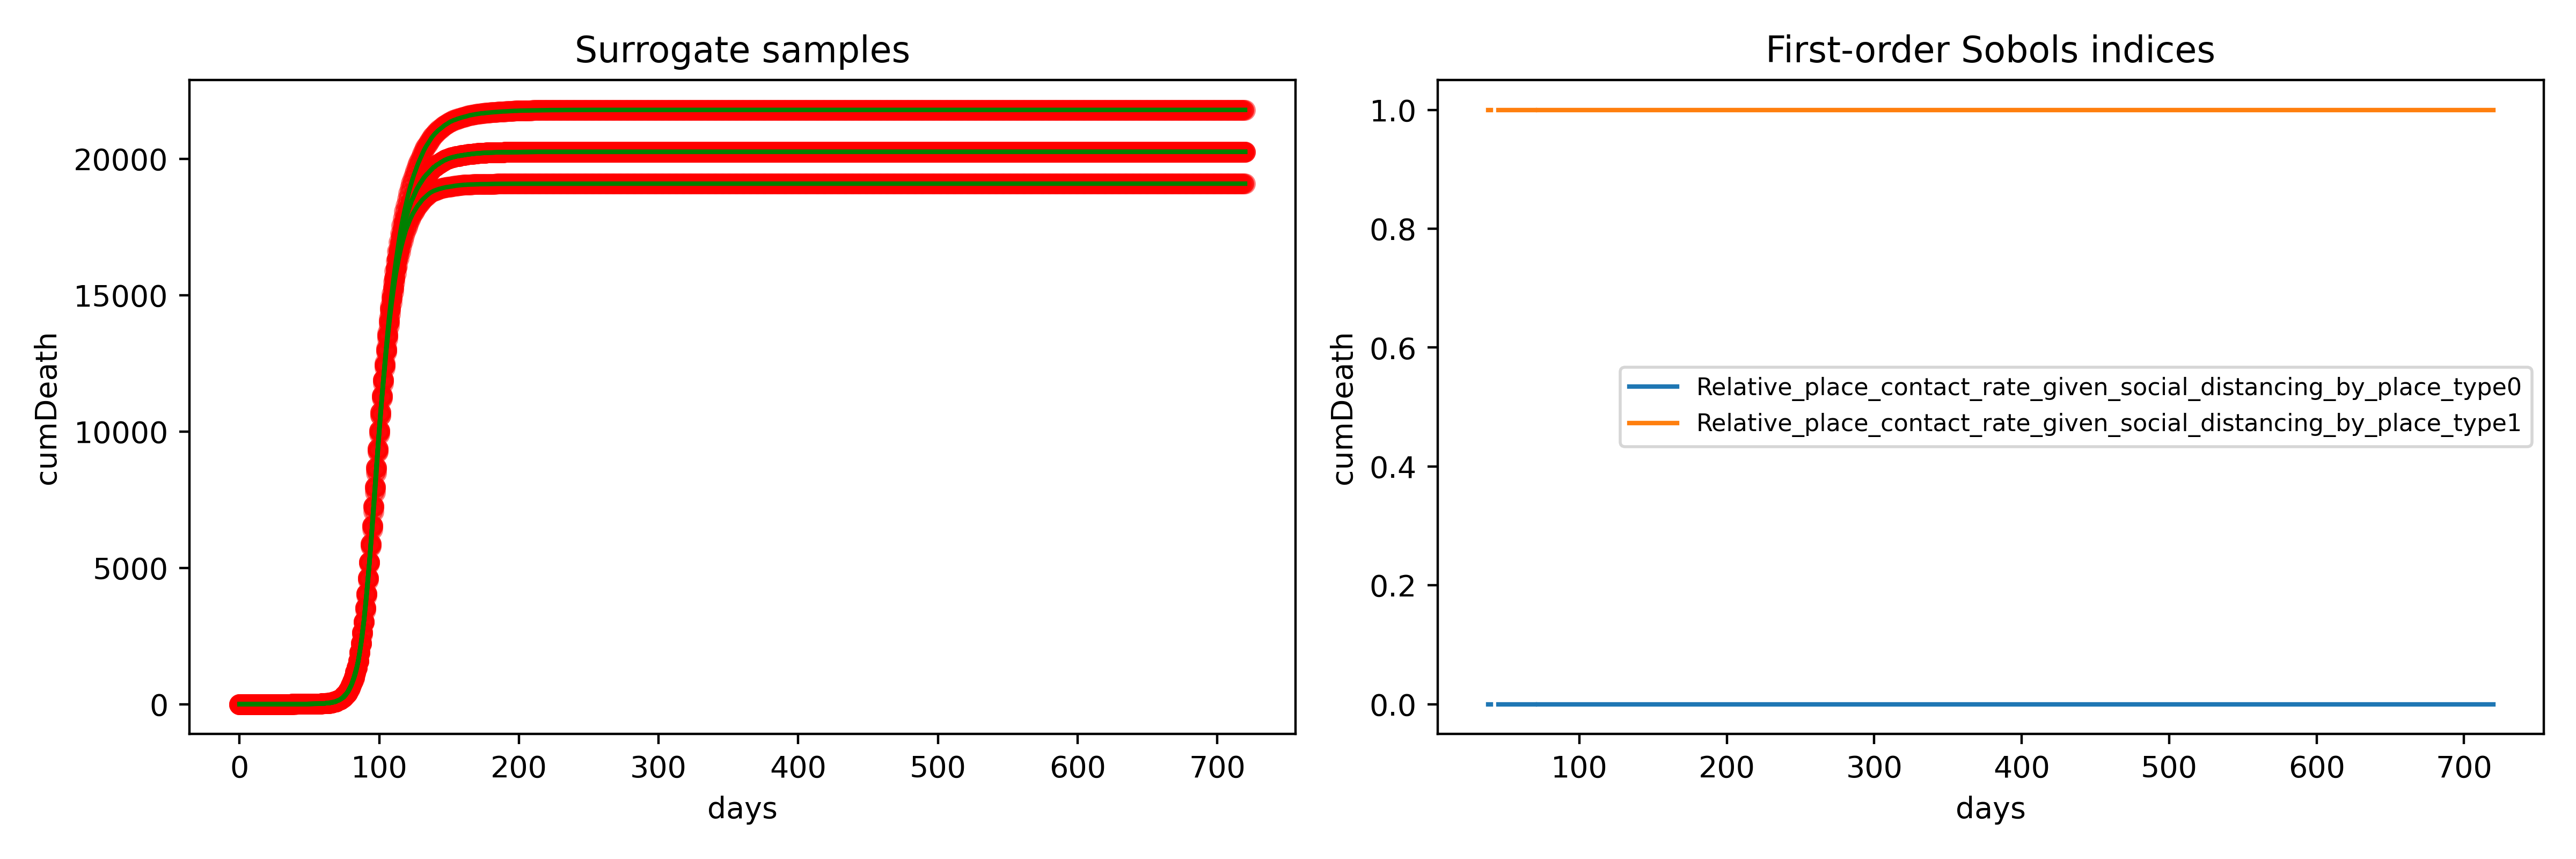 Surrogate samples
cumDeath
20000
15000
10000
5000
0
0 100 200 300 400 500 600 700
days
First-order Sobols indices
cumDeath
1.0
0.8
0.6
0.4
0.2
0.0
Relative_place_contact_rate_given_social_distancing_by_place_type0
Relative_place_contact_rate_given_social_distancing_by_place_type1
100 200 300 400 500 600 700
days